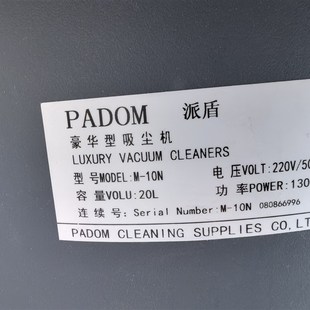 PADOM 派盾
豪华型吸尘机
LUXURY VACUUM CLEANERS
型号MODEL:M-10N 电压VOLT:220V/50
容量VOLU:20L 功率POWER:130
连续号:Serial Number:M-10N 080866996
PADOM CLEANING SUPPLIES CO,LT